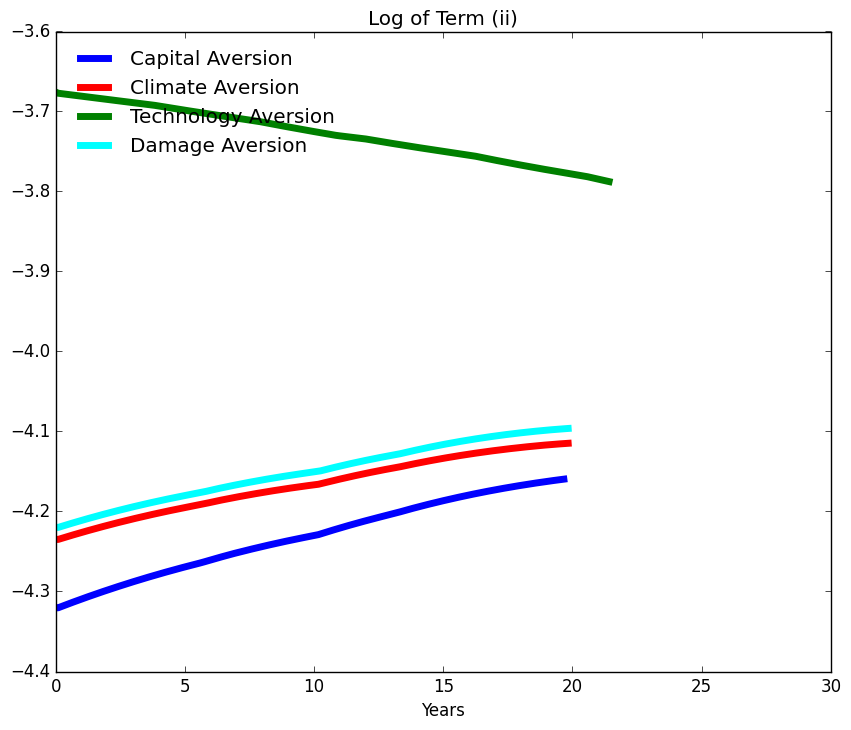 Log of Term (ii)
−3.6
−3.7
−3.8
−3.9
−4.0
−4.1
−4.2
−4.3
−4.4
Capital Aversion
Climate Aversion
Technology Aversion
Damage Aversion
0 5 10 15 20 25 30
Years